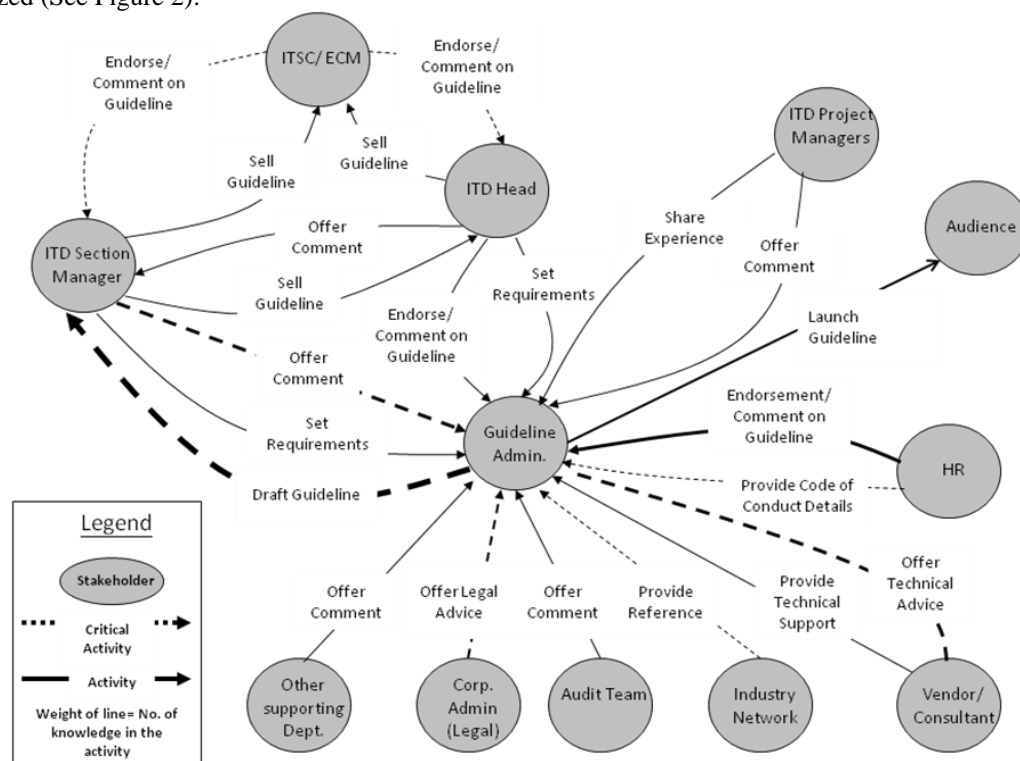 zed (See Figure 2).
ITSC/ ECM
Endorse/
Comment on
Guideline
Endorse/
Comment on
Guideline
ITD Project
Managers
Sell
Guideline
Sell
Guideline
ITD Head
Audience
Share
Experience
Offer
Comment
ITD Section
Manager
Offer
Comment
Set
Requirements
Sell
Guideline
Endorse/
Comment on
Guideline
Launch
Guideline
Offer
Comment
Set
Requirements
Guideline
Admin.
Endorsement/
Comment on
Guideline
HR
Draft Guideline
Provide Code of
Conduct Details
Legend
Stakeholder
Critical
Activity
Activity
Weight of line= No. of
knowledge in the
activity
Offer
Comment
Offer Legal
Advice
Offer
Comment
Provide
Reference
Provide
Technical
Support
Offer
Technical
Advice
Other
supporting
Dept.
Corp.
Admin
(Legal)
Audit Team
Industry
Network
Vendor/
Consultant